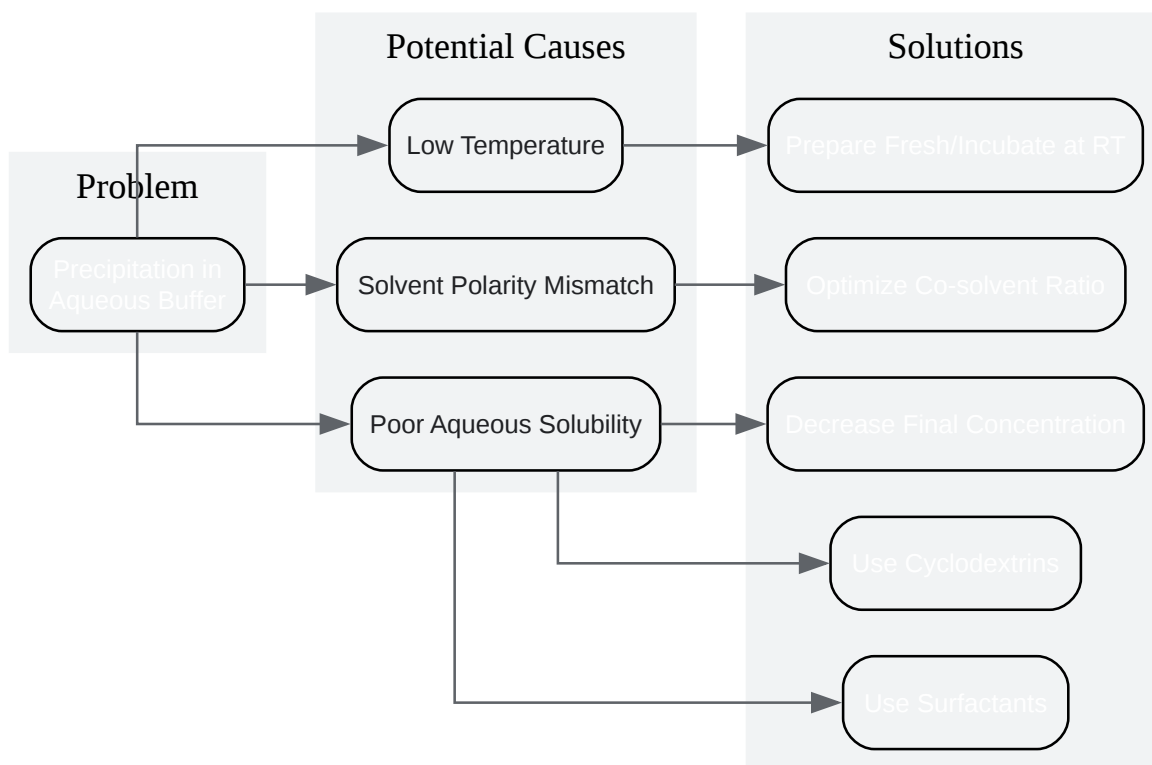 Problem
Precipitation in
Aqueous Buffer
Potential Causes
Low Temperature
Solvent Polarity Mismatch
Poor Aqueous Solubility
Solutions
Prepare Fresh/Incubate at RT
Optimize Co-solvent Ratio
Decrease Final Concentration
Use Cyclodextrins
Use Surfactants